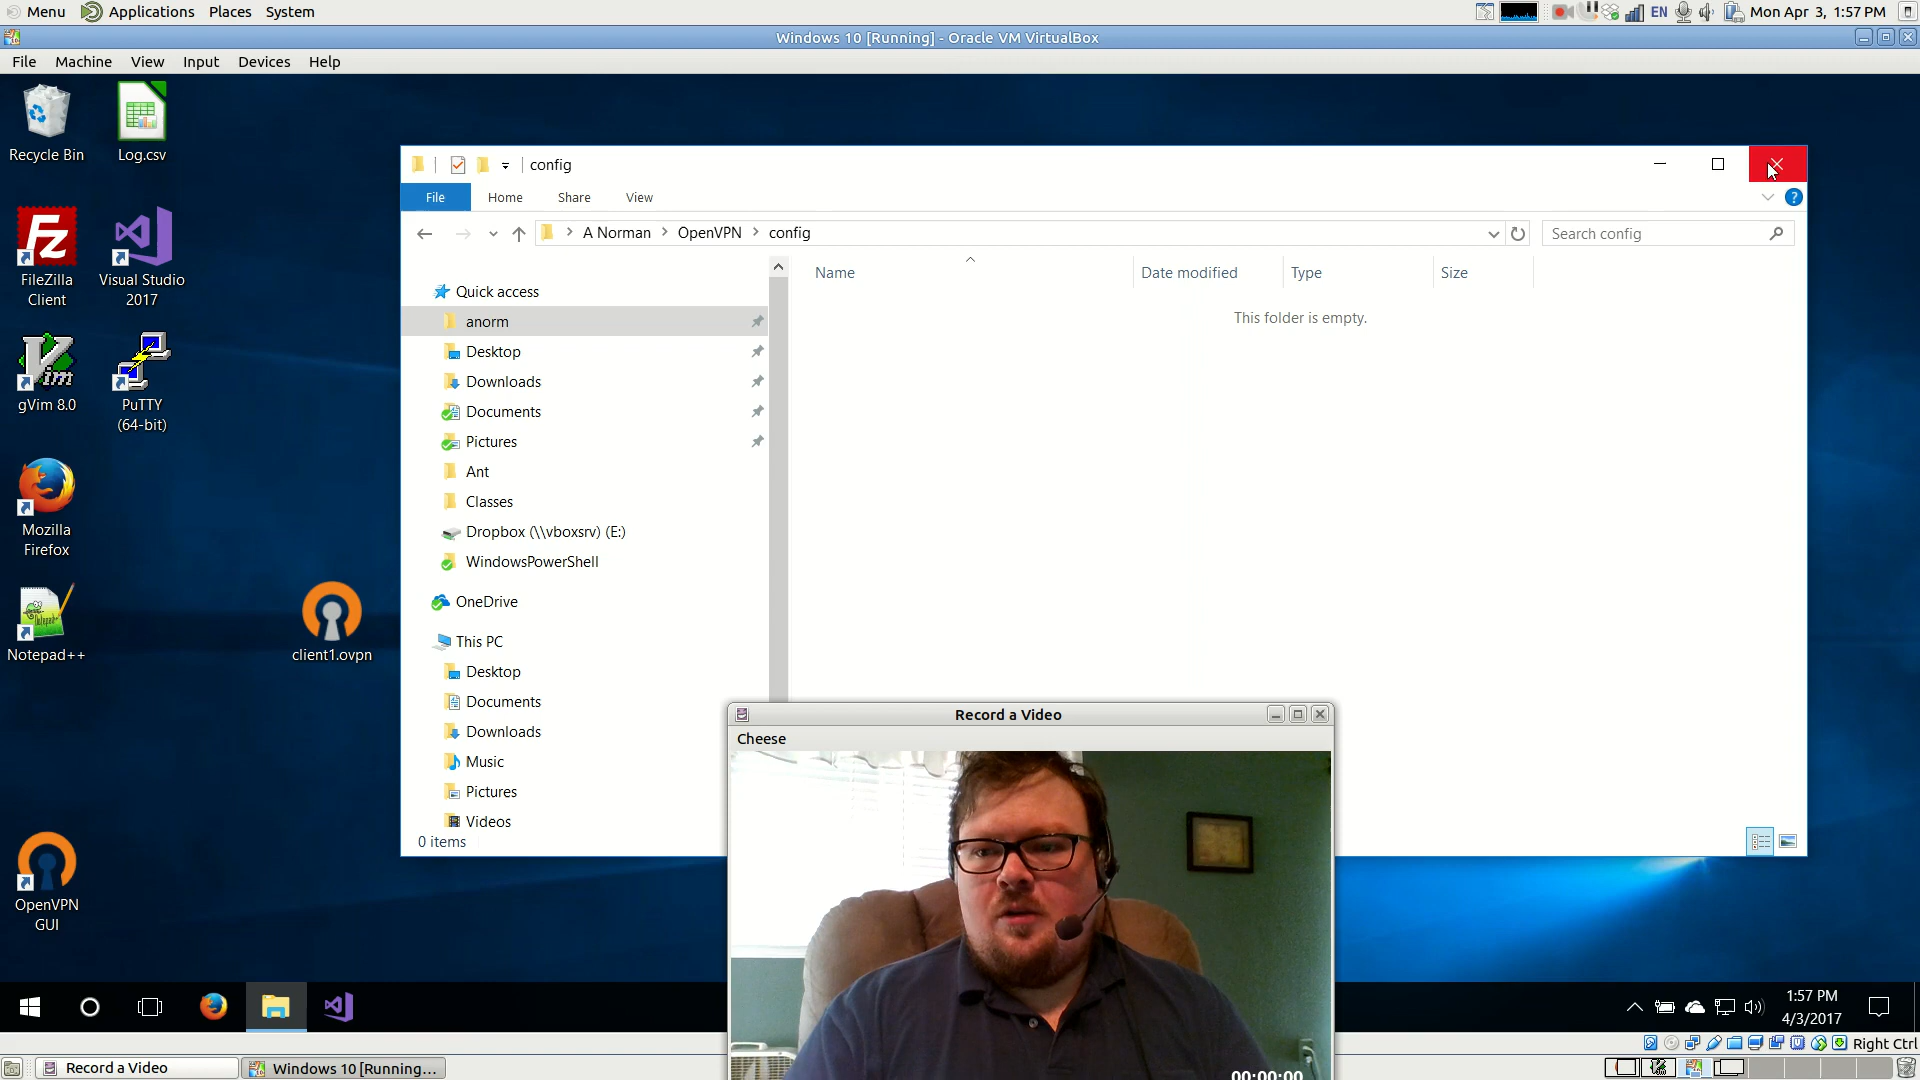 Menu Applications Places System
EN Mon Apr 3, 1:57 PM
Windows 10 [Running] - Oracle VM VirtualBox
File Machine View Input Devices Help
Recycle Bin
Log.csv
FileZilla
Client
Visual Studio
2017
gVim 8.0
PuTTY
(64-bit)
Mozilla
Firefox
Notepad++
client1.ovpn
OpenVPN
GUI
config
File Home Share View
A Norman > OpenVPN > config
Search config
Name Date modified Type Size
This folder is empty.
Quick access
anorm
Desktop
Downloads
Documents
Pictures
Ant
Classes
Dropbox (\\vboxsrv) (E:)
WindowsPowerShell
OneDrive
This PC
Desktop
Documents
Downloads
Music
Pictures
Videos
0 items
Record a Video
Cheese
00:00:00
1:57 PM
4/3/2017
Right Ctrl
Record a Video
Windows 10 [Running...